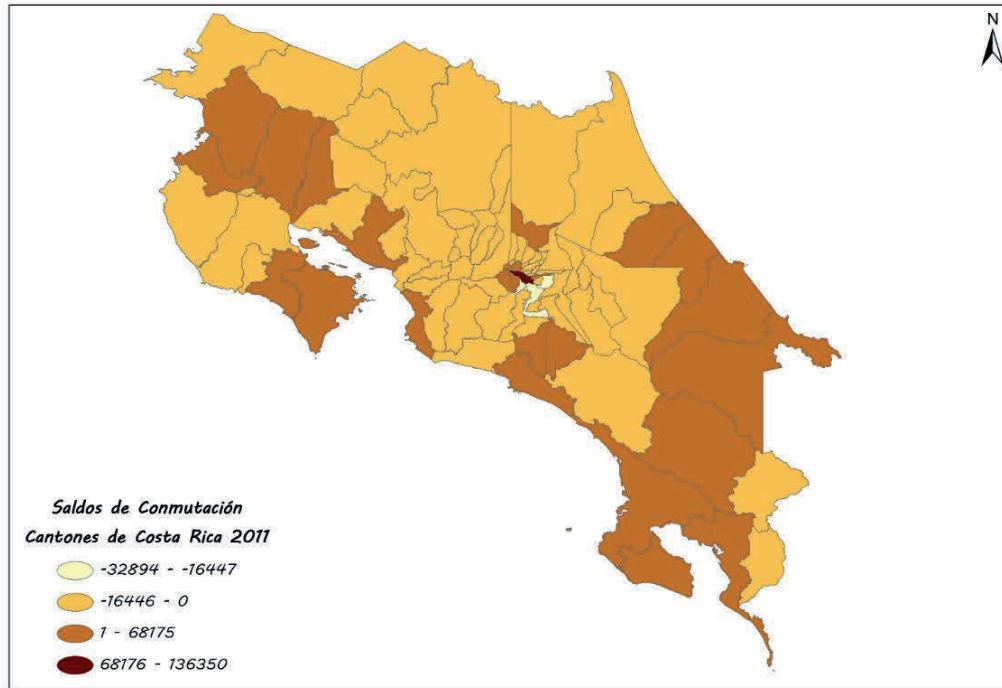 N
Saldos de Conmutación
Cantones de Costa Rica 2011
-32894 - -16447
-16446 - 0
1 - 68175
68176 - 136350